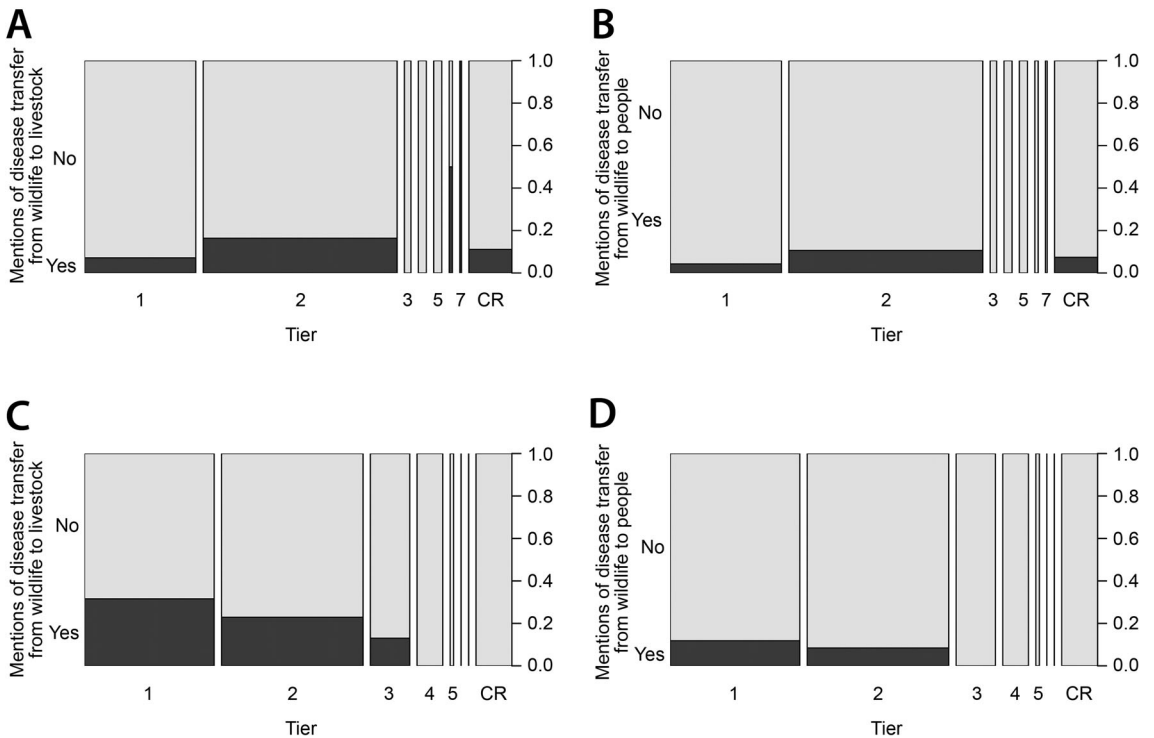 A
Mentions of disease transfer
from wildlife to livestock
No
Yes
1.0
0.8
0.6
0.4
0.2
0.0
1 2 3 5 7 CR
Tier
B
Mentions of disease transfer
from wildlife to people
No
Yes
1.0
0.8
0.6
0.4
0.2
0.0
1 2 3 5 7 CR
Tier
C
Mentions of disease transfer
from wildlife to livestock
No
Yes
1.0
0.8
0.6
0.4
0.2
0.0
1 2 3 4 5 CR
Tier
D
Mentions of disease transfer
from wildlife to people
No
Yes
1.0
0.8
0.6
0.4
0.2
0.0
1 2 3 4 5 CR
Tier